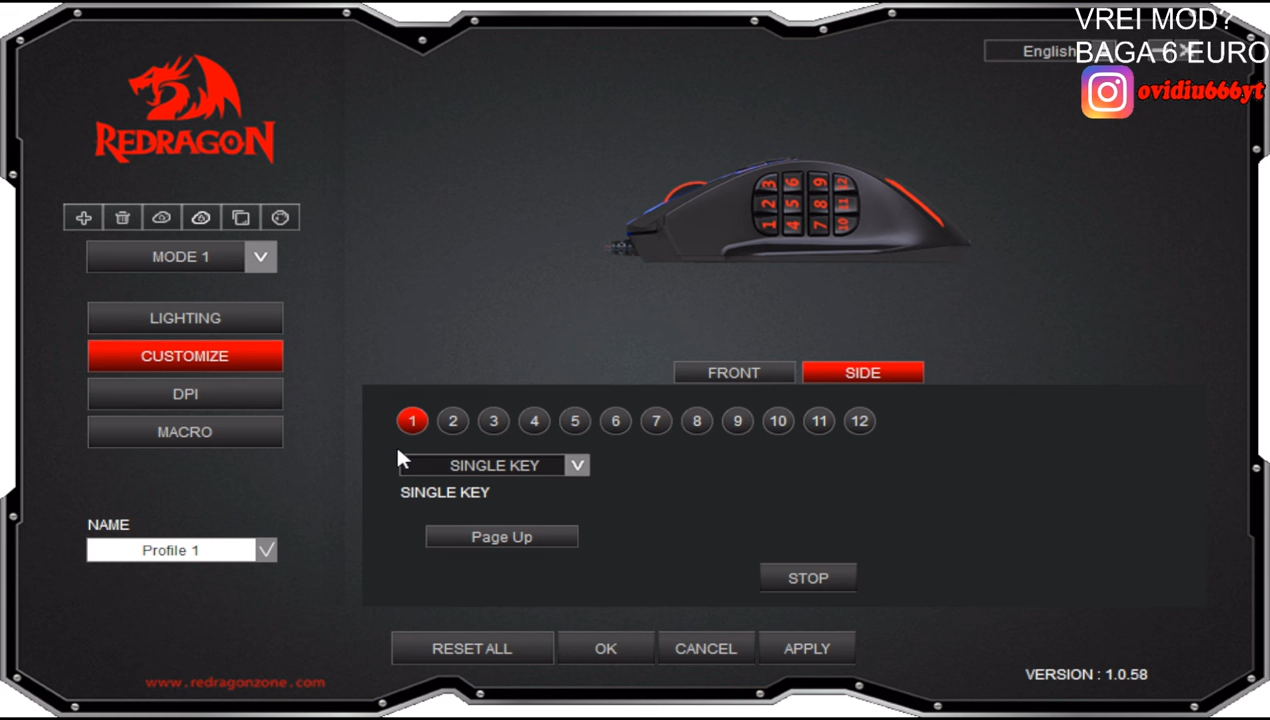 VREI MOD?
English
BAGA 6 EURO
ovidiu666yt
REDRAGON
3 6 9 12
2 5 8 11
1 4 7 10
MODE 1
LIGHTING
CUSTOMIZE
DPI
MACRO
FRONT
SIDE
1 2 3 4 5 6 7 8 9 10 11 12
SINGLE KEY
SINGLE KEY
NAME
Page Up
Profile 1
STOP
RESET ALL
OK
CANCEL
APPLY
VERSION : 1.0.58
www.redragonzone.com